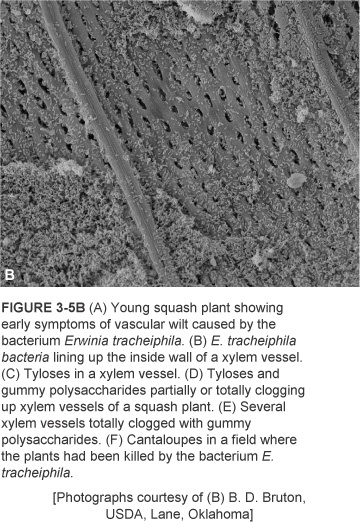 B
FIGURE 3-5B (A) Young squash plant showing
early symptoms of vascular wilt caused by the
bacterium Erwinia tracheiphila. (B) E. tracheiphila
bacteria lining up the inside wall of a xylem vessel.
(C) Tyloses in a xylem vessel. (D) Tyloses and
gummy polysaccharides partially or totally clogging
up xylem vessels of a squash plant. (E) Several
xylem vessels totally clogged with gummy
polysaccharides. (F) Cantaloupes in a field where
the plants had been killed by the bacterium E.
tracheiphila.
[Photographs courtesy of (B) B. D. Bruton,
USDA, Lane, Oklahoma]